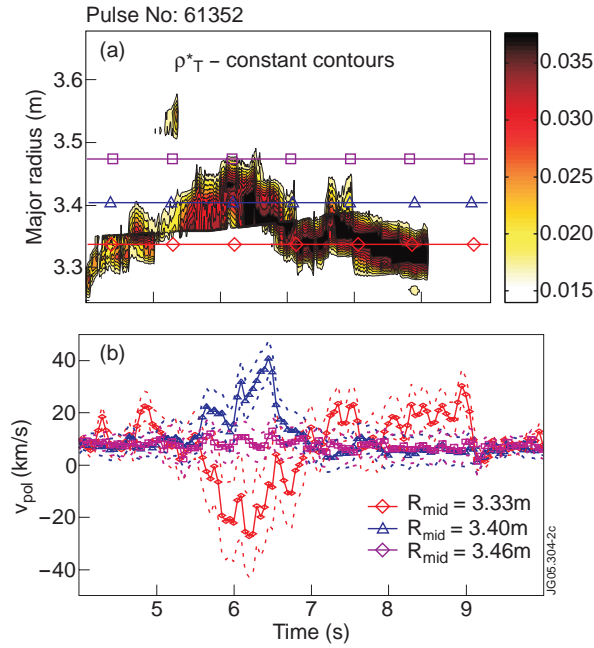 Pulse No: 61352
(a)
ρ*T – constant contours
3.6
3.5
3.4
3.3
Major radius (m)
0.035
0.030
0.025
0.020
0.015
(b)
40
20
0
−20
−40
vpol (km/s)
Rmid = 3.33m
Rmid = 3.40m
Rmid = 3.46m
5 6 7 8 9
Time (s)
JG05.304-2c